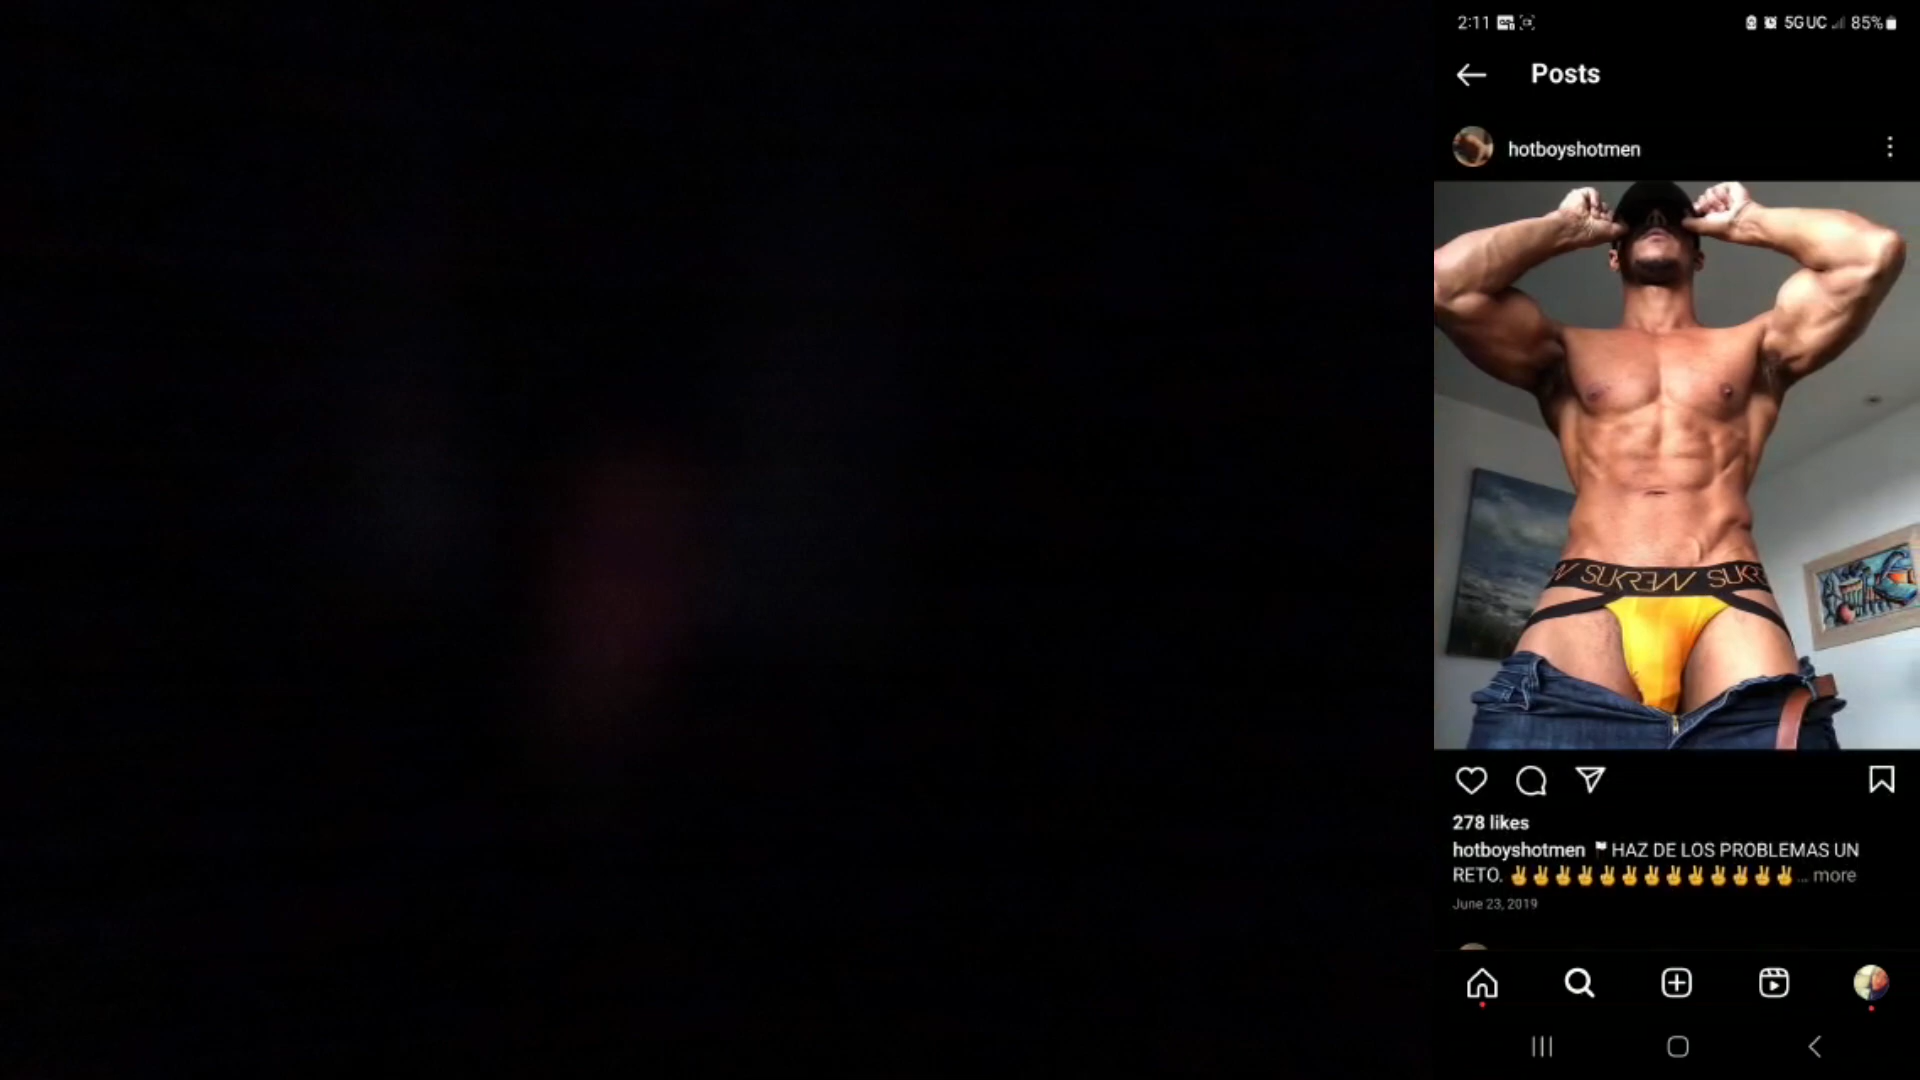 2:11
5G UC 85%
Posts
hotboyshotmen
SUKREW SUKR
278 likes
hotboyshotmen HAZ DE LOS PROBLEMAS UN
RETO. ✌✌✌✌✌✌✌✌✌✌✌✌✌... more
June 23, 2019